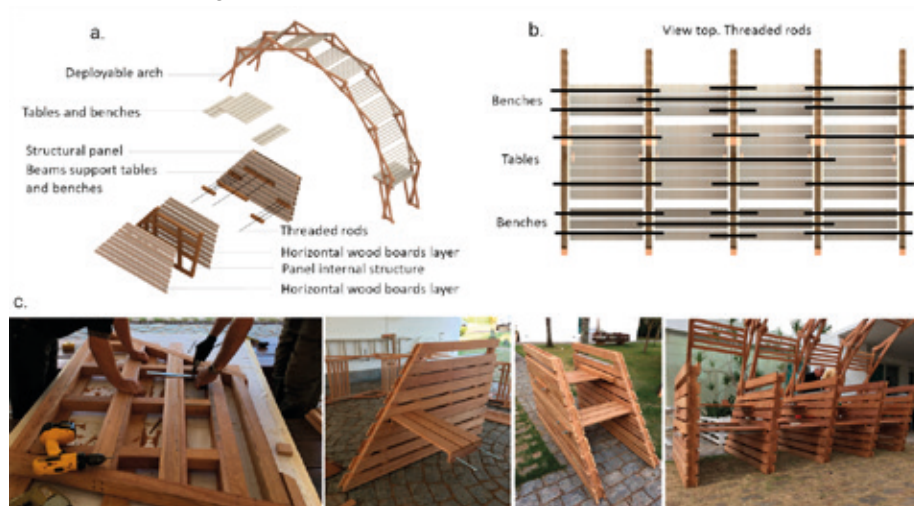 a.
Deployable arch
Tables and benches
Structural panel
Beams support tables
and benches
Threaded rods
Horizontal wood boards layer
Panel internal structure
Horizontal wood boards layer
b.
View top. Threaded rods
Benches
Tables
Benches
c.